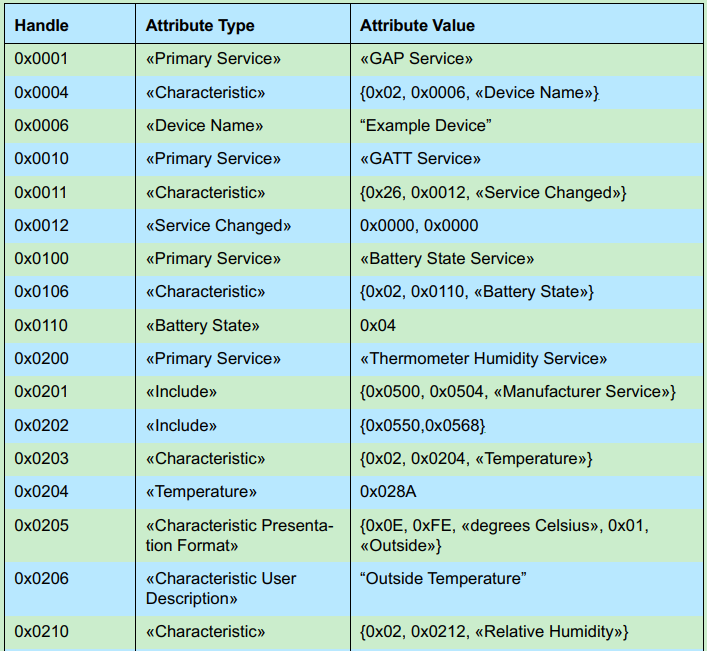 Handle Attribute Type Attribute Value
0x0001 «Primary Service» «GAP Service»
0x0004 «Characteristic» {0x02, 0x0006, «Device Name»}
0x0006 «Device Name» “Example Device”
0x0010 «Primary Service» «GATT Service»
0x0011 «Characteristic» {0x26, 0x0012, «Service Changed»}
0x0012 «Service Changed» 0x0000, 0x0000
0x0100 «Primary Service» «Battery State Service»
0x0106 «Characteristic» {0x02, 0x0110, «Battery State»}
0x0110 «Battery State» 0x04
0x0200 «Primary Service» «Thermometer Humidity Service»
0x0201 «Include» {0x0500, 0x0504, «Manufacturer Service»}
0x0202 «Include» {0x0550,0x0568}
0x0203 «Characteristic» {0x02, 0x0204, «Temperature»}
0x0204 «Temperature» 0x028A
0x0205 «Characteristic Presenta- {0x0E, 0xFE, «degrees Celsius», 0x01,
tion Format» «Outside»}
0x0206 «Characteristic User “Outside Temperature”
Description»
0x0210 «Characteristic» {0x02, 0x0212, «Relative Humidity»}